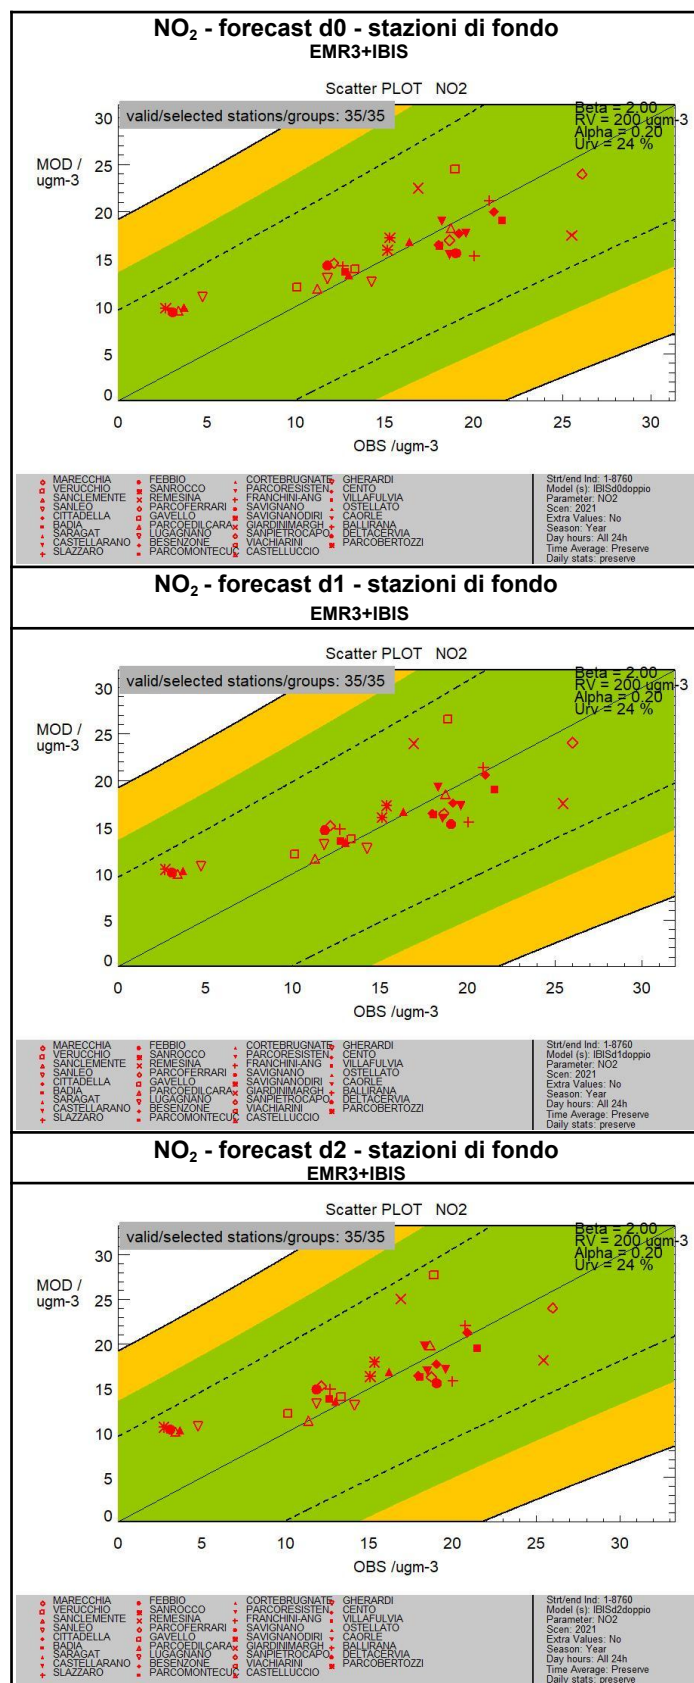 NO₂ - forecast d0 - stazioni di fondo
EMR3+IBIS
Scatter PLOT NO2
valid/selected stations/groups: 35/35
Beta = 2.00
RV = 200 ugm-3
Alpha = 0.20
Urv = 24 %
MOD /
ugm-3
30
25
20
15
10
5
0
0 5 10 15 20 25 30
OBS /ugm-3
MARECCHIA FEBBIO CORTEBRUGNATE GHERARDI
VERUCCHIO SANROCCO PARCORESISTEN CENTO
SANCLEMENTE REMESINA FRANCHINI-ANG VILLAFULVIA
SANLEO PARCOFERRARI SAVIGNANO OSTELLATO
CITTADELLA GAVELLO SAVIGNANODIRI CAORLE
BADIA PARCOEDILCARA GIARDINIMARGH BALLIRANA
SARAGAT LUGAGNANO SANPIETROCAPO DELTACERVIA
CASTELLARANO BESENZONE VIACHIARINI PARCOBERTOZZI
SLAZZARO PARCOMONTECUC CASTELLUCCIO
Strt/end Ind: 1-8760
Model (s): IBISd0doppio
Parameter: NO2
Scen: 2021
Extra Values: No
Season: Year
Day hours: All 24h
Time Average: Preserve
Daily stats: preserve
NO₂ - forecast d1 - stazioni di fondo
EMR3+IBIS
Scatter PLOT NO2
valid/selected stations/groups: 35/35
Beta = 2.00
RV = 200 ugm-3
Alpha = 0.20
Urv = 24 %
MOD /
ugm-3
30
25
20
15
10
5
0
0 5 10 15 20 25 30
OBS /ugm-3
MARECCHIA FEBBIO CORTEBRUGNATE GHERARDI
VERUCCHIO SANROCCO PARCORESISTEN CENTO
SANCLEMENTE REMESINA FRANCHINI-ANG VILLAFULVIA
SANLEO PARCOFERRARI SAVIGNANO OSTELLATO
CITTADELLA GAVELLO SAVIGNANODIRI CAORLE
BADIA PARCOEDILCARA GIARDINIMARGH BALLIRANA
SARAGAT LUGAGNANO SANPIETROCAPO DELTACERVIA
CASTELLARANO BESENZONE VIACHIARINI PARCOBERTOZZI
SLAZZARO PARCOMONTECUC CASTELLUCCIO
Strt/end Ind: 1-8760
Model (s): IBISd1doppio
Parameter: NO2
Scen: 2021
Extra Values: No
Season: Year
Day hours: All 24h
Time Average: Preserve
Daily stats: preserve
NO₂ - forecast d2 - stazioni di fondo
EMR3+IBIS
Scatter PLOT NO2
valid/selected stations/groups: 35/35
Beta = 2.00
RV = 200 ugm-3
Alpha = 0.20
Urv = 24 %
MOD /
ugm-3
30
25
20
15
10
5
0
0 5 10 15 20 25 30
OBS /ugm-3
MARECCHIA FEBBIO CORTEBRUGNATE GHERARDI
VERUCCHIO SANROCCO PARCORESISTEN CENTO
SANCLEMENTE REMESINA FRANCHINI-ANG VILLAFULVIA
SANLEO PARCOFERRARI SAVIGNANO OSTELLATO
CITTADELLA GAVELLO SAVIGNANODIRI CAORLE
BADIA PARCOEDILCARA GIARDINIMARGH BALLIRANA
SARAGAT LUGAGNANO SANPIETROCAPO DELTACERVIA
CASTELLARANO BESENZONE VIACHIARINI PARCOBERTOZZI
SLAZZARO PARCOMONTECUC CASTELLUCCIO
Strt/end Ind: 1-8760
Model (s): IBISd2doppio
Parameter: NO2
Scen: 2021
Extra Values: No
Season: Year
Day hours: All 24h
Time Average: Preserve
Daily stats: preserve